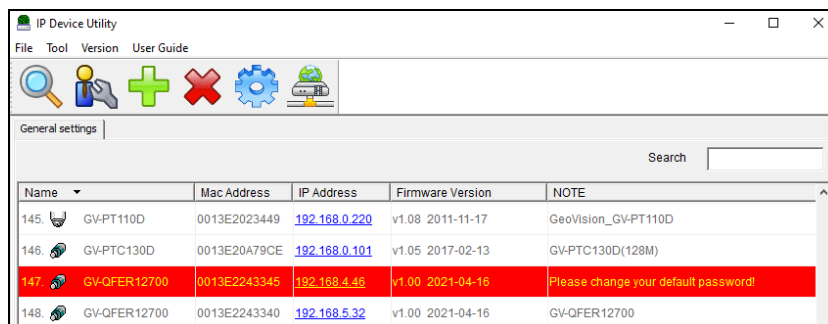 IP Device Utility
File Tool Version User Guide
General settings
Search
Name Mac Address IP Address Firmware Version NOTE
145. GV-PT110D 0013E2023449 192.168.0.220 v1.08 2011-11-17 GeoVision_GV-PT110D
146. GV-PTC130D 0013E20A79CE 192.168.0.101 v1.05 2017-02-13 GV-PTC130D(128M)
147. GV-QFER12700 0013E2243345 192.168.4.46 v1.00 2021-04-16 Please change your default password!
148. GV-QFER12700 0013E2243340 192.168.5.32 v1.00 2021-04-16 GV-QFER12700